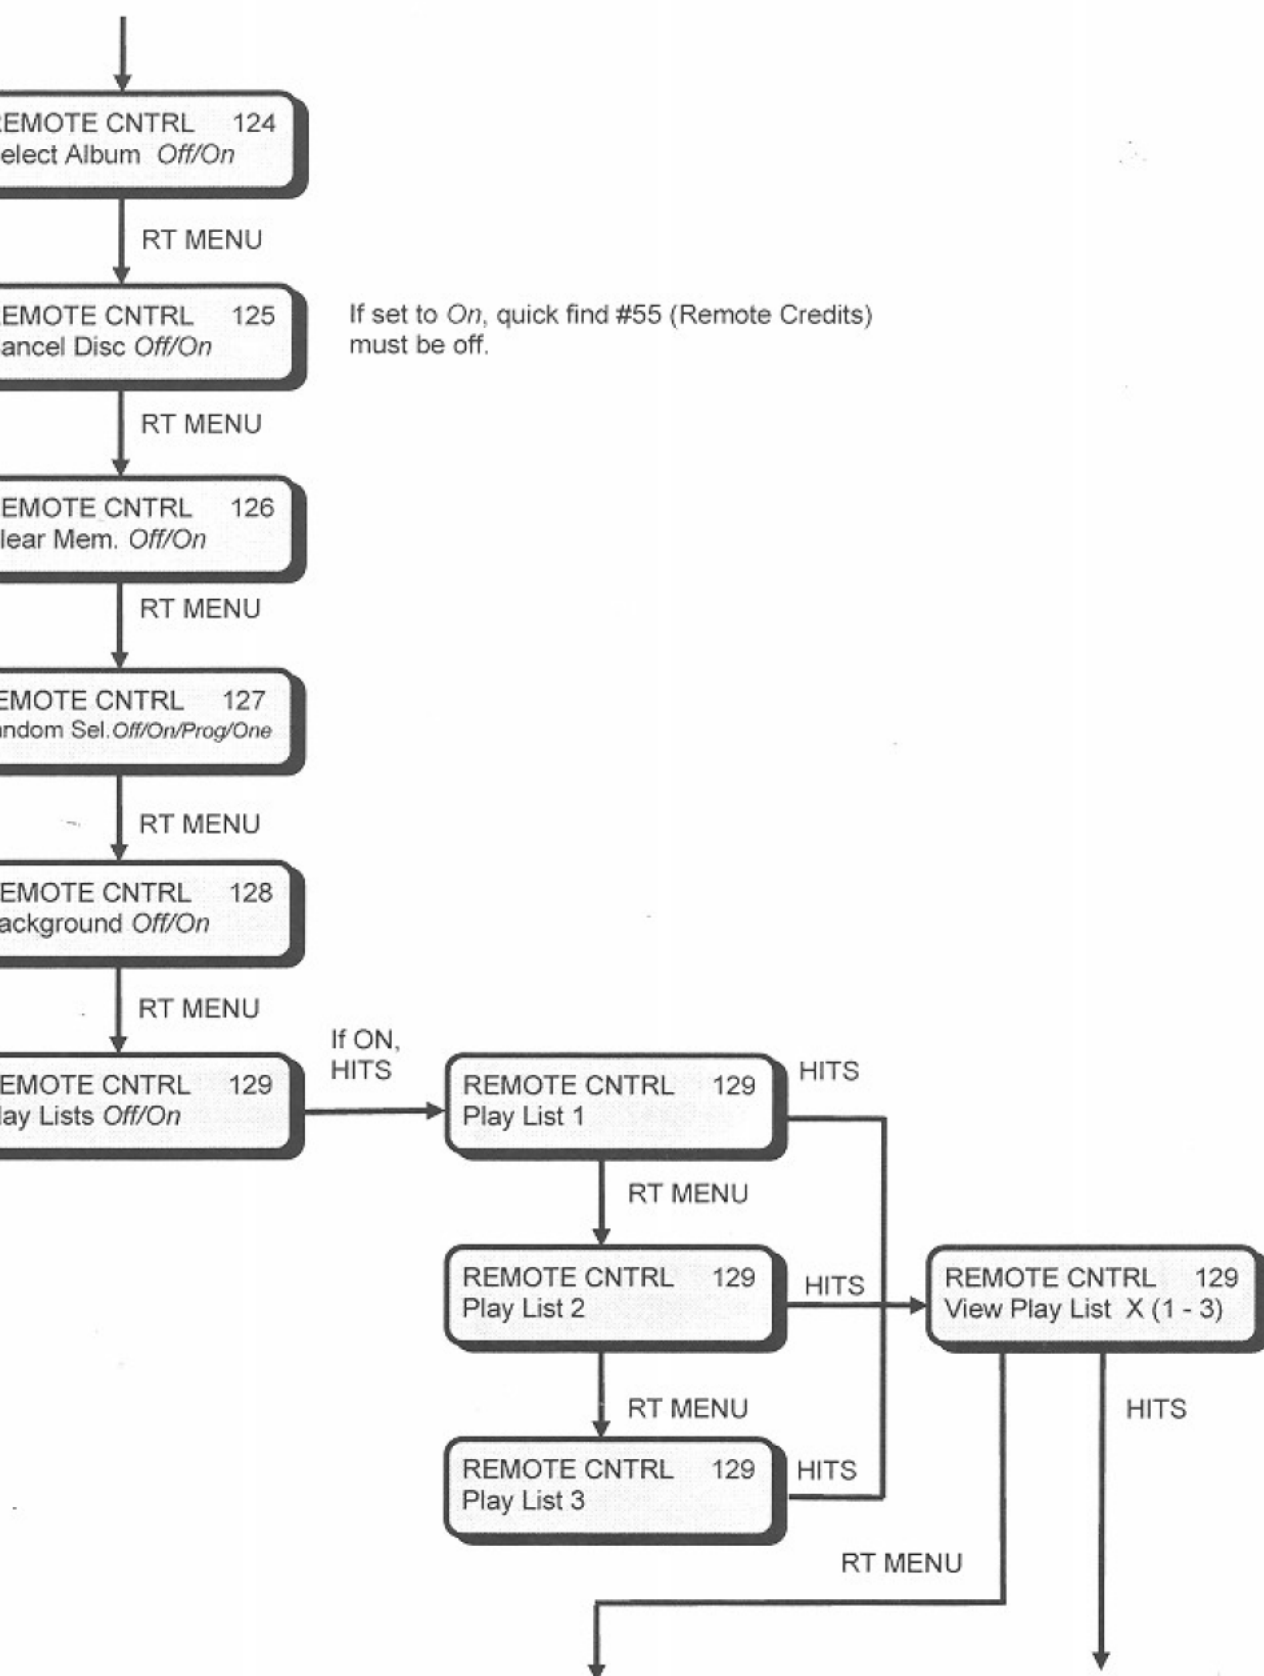 REMOTE CNTRL 124
elect Album Off/On
RT MENU
EMOTE CNTRL 125
ancel Disc Off/On
If set to On, quick find #55 (Remote Credits)
must be off.
RT MENU
EMOTE CNTRL 126
lear Mem. Off/On
RT MENU
EMOTE CNTRL 127
andom Sel. Off/On/Prog/One
RT MENU
EMOTE CNTRL 128
ackground Off/On
RT MENU
EMOTE CNTRL 129
lay Lists Off/On
If ON,
HITS
REMOTE CNTRL 129
Play List 1
HITS
RT MENU
REMOTE CNTRL 129
Play List 2
HITS
REMOTE CNTRL 129
View Play List X (1 - 3)
RT MENU
HITS
REMOTE CNTRL 129
Play List 3
HITS
RT MENU